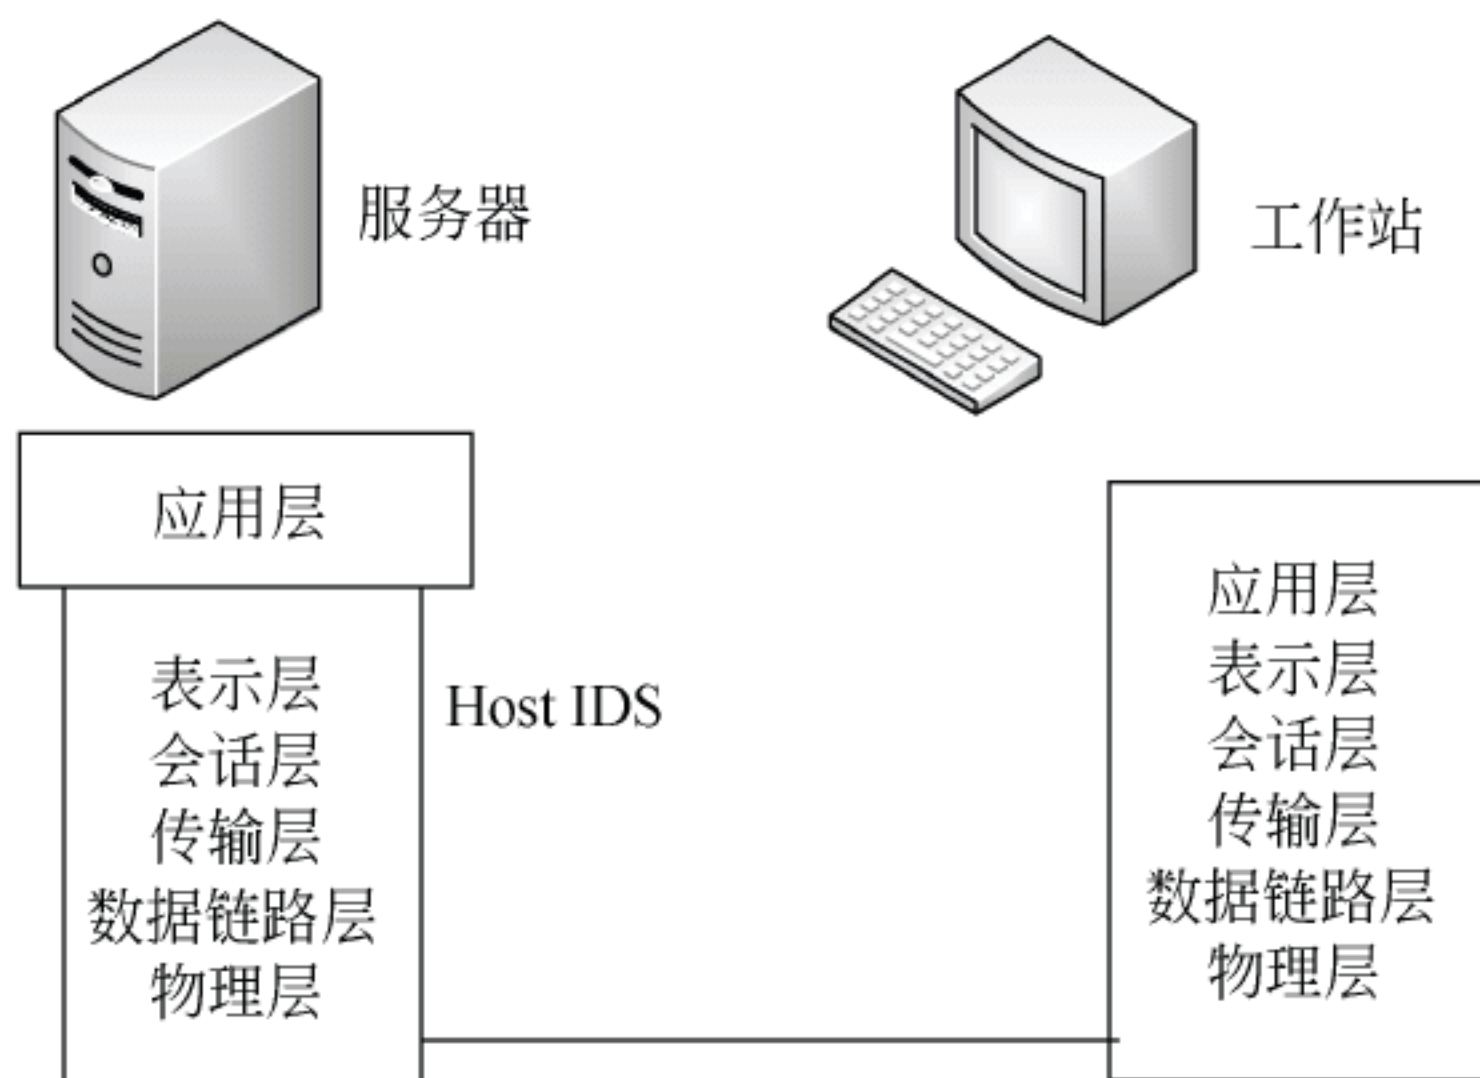 服务器
工作站
应用层
表示层
会话层
传输层
数据链路层
物理层
Host IDS
应用层
表示层
会话层
传输层
数据链路层
物理层